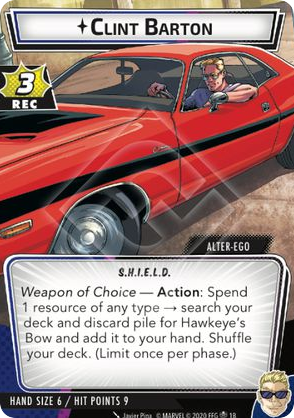 CLINT BARTON
3
REC
ALTER-EGO
S.H.I.E.L.D.
Weapon of Choice — Action: Spend
1 resource of any type → search your
deck and discard pile for Hawkeye's
Bow and add it to your hand. Shuffle
your deck. (Limit once per phase.)
HAND SIZE 6 / HIT POINTS 9
Javier Pina © MARVEL © 2020 FFG 18